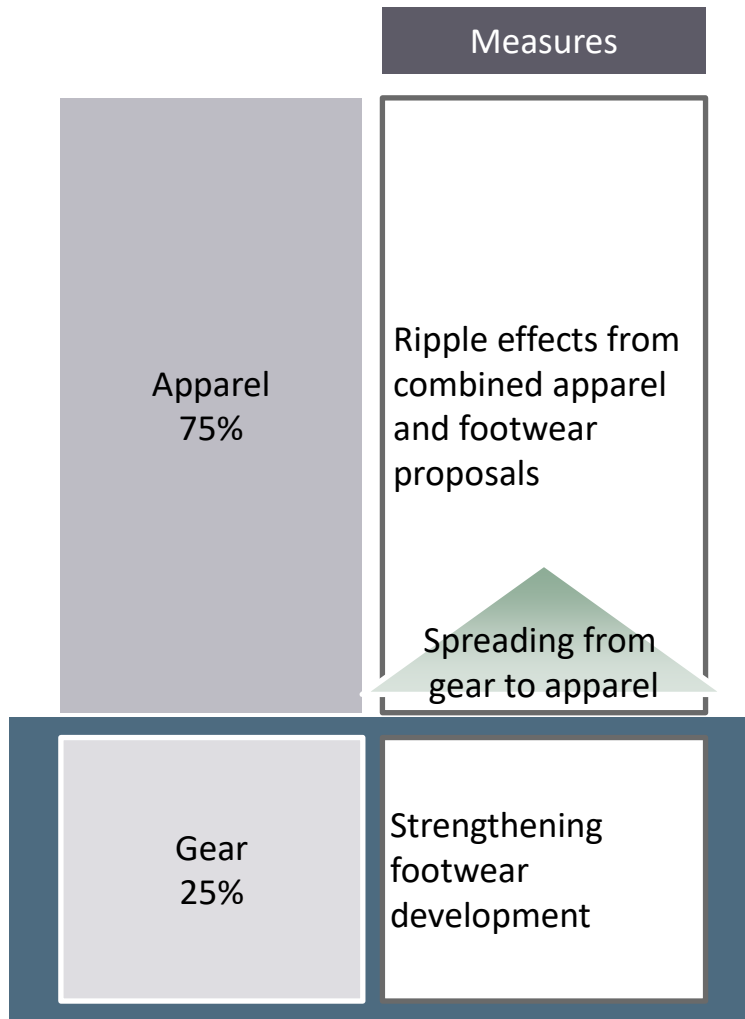 Measures
Apparel
75%
Ripple effects from
combined apparel
and footwear
proposals
Spreading from
gear to apparel
Gear
25%
Strengthening
footwear
development